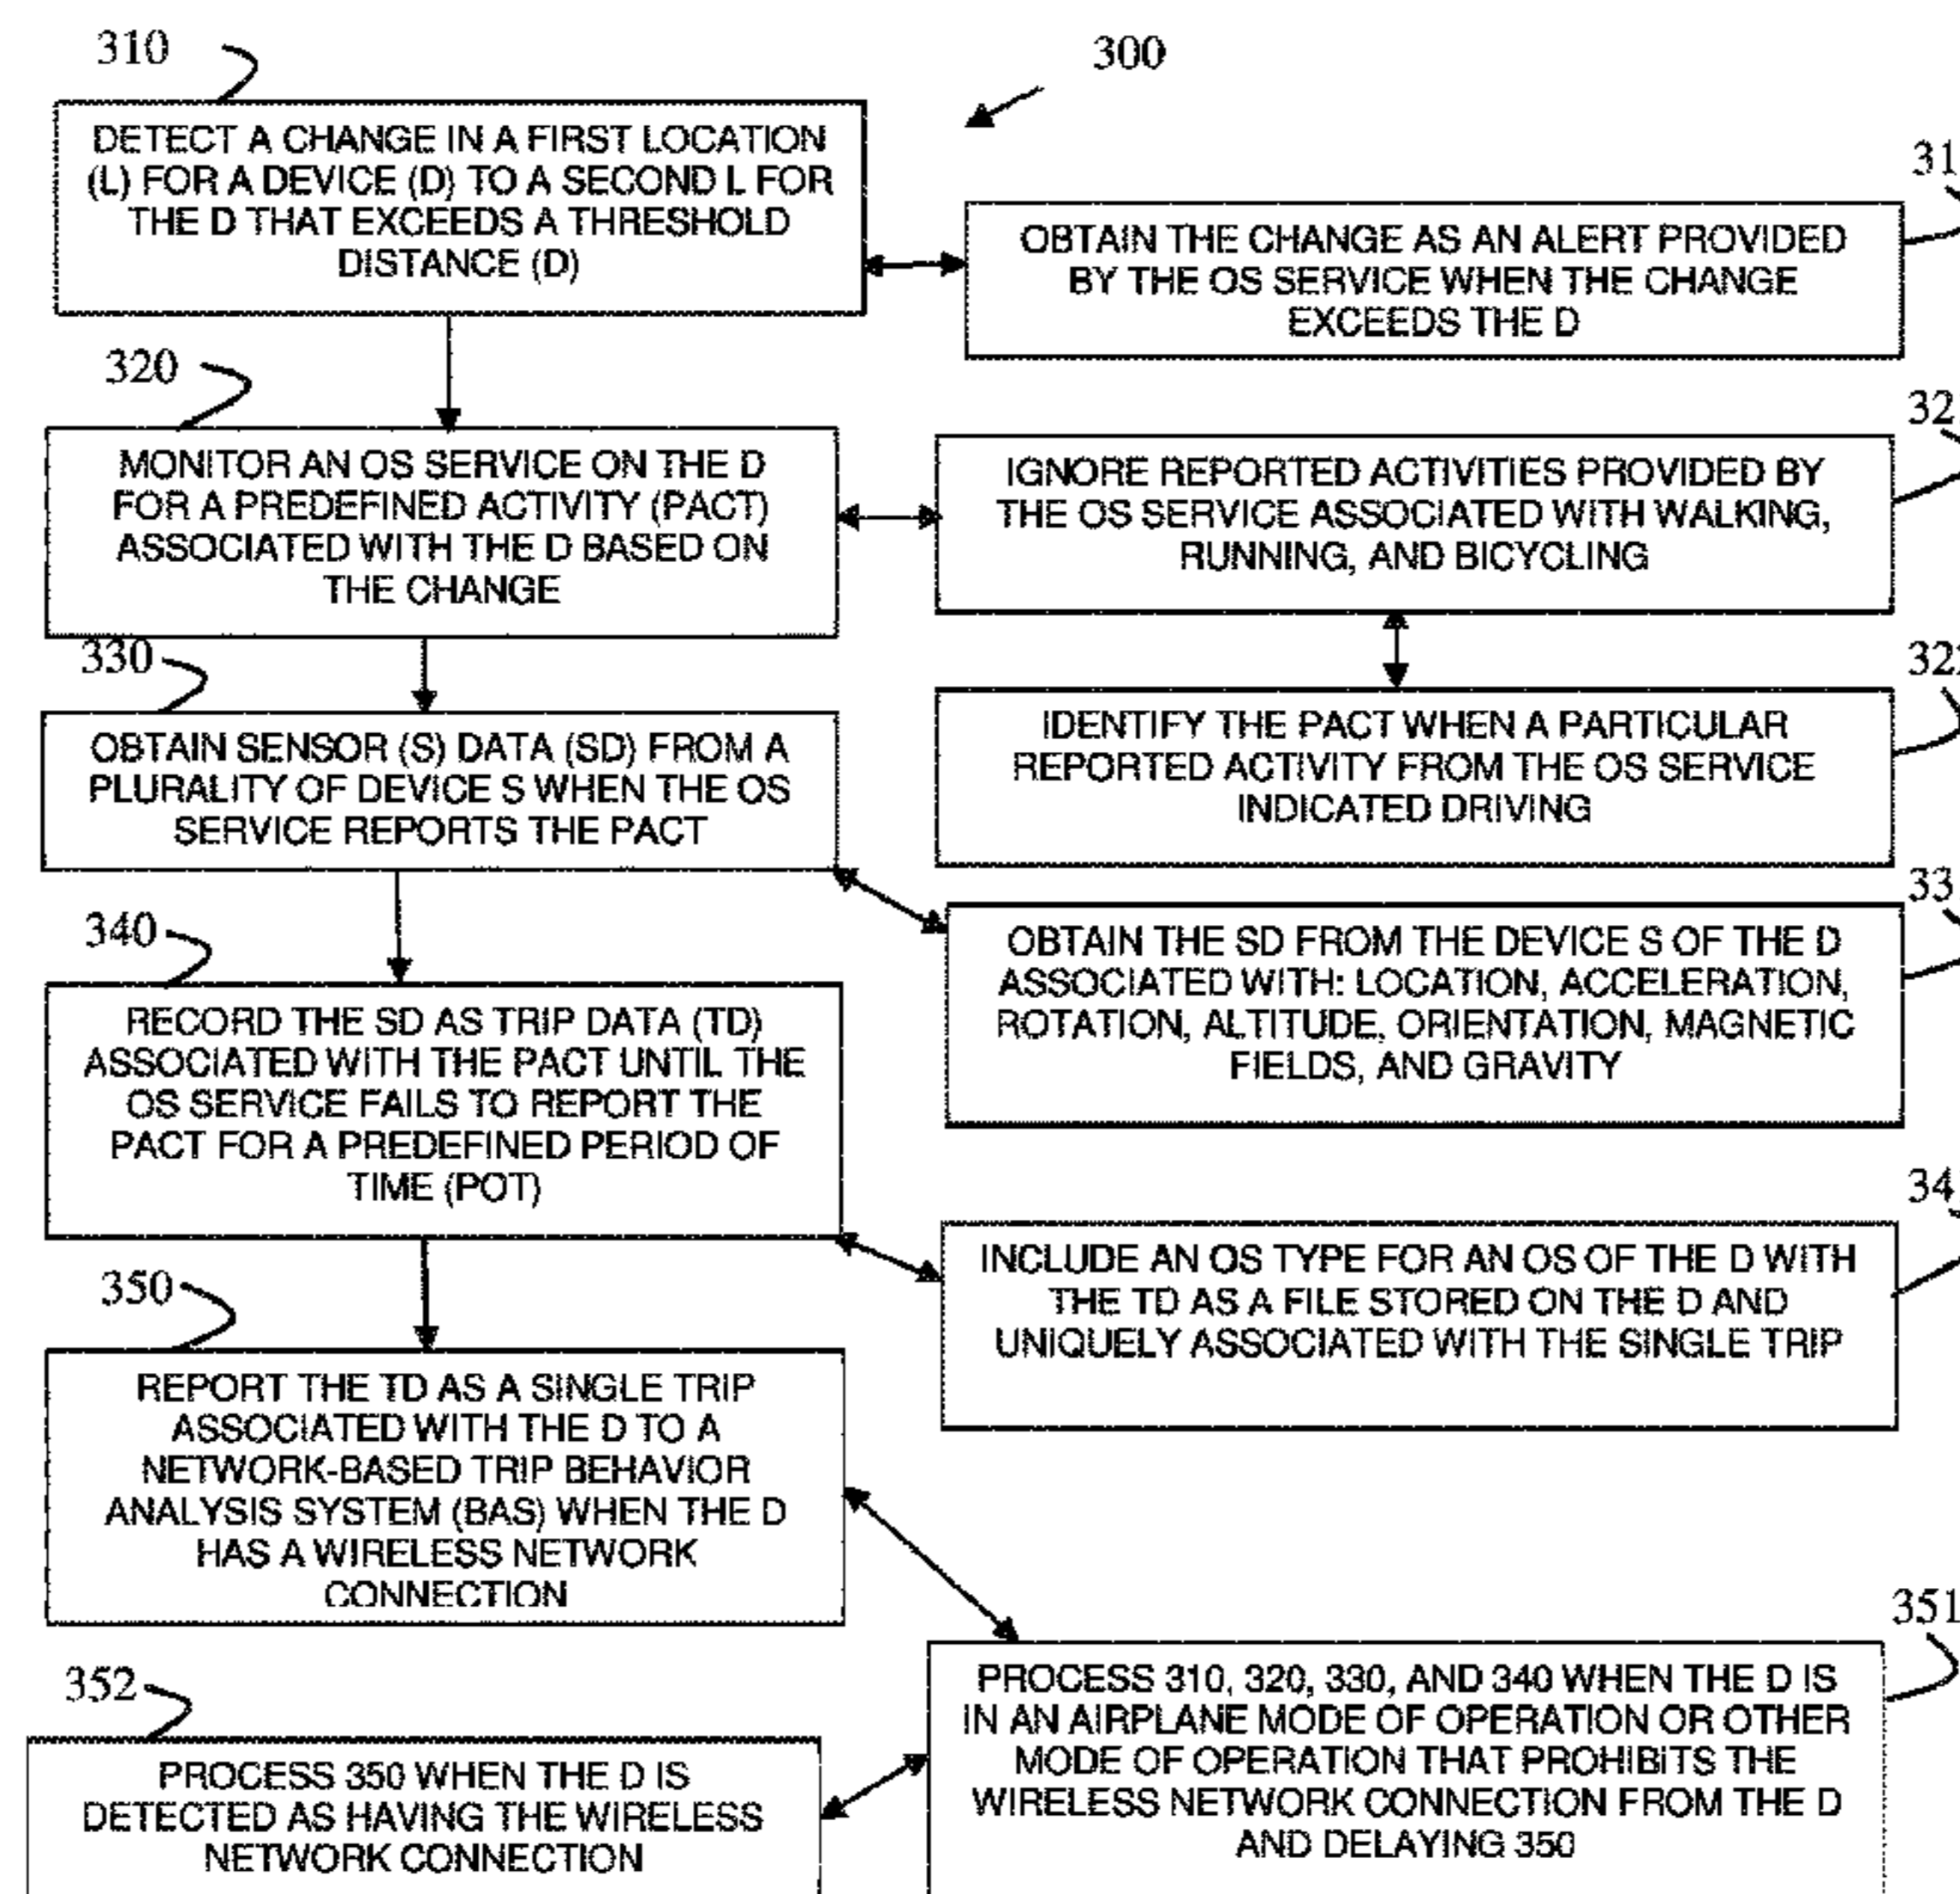 310
300
DETECT A CHANGE IN A FIRST LOCATION
(L) FOR A DEVICE (D) TO A SECOND L FOR
THE D THAT EXCEEDS A THRESHOLD
DISTANCE (D)
OBTAIN THE CHANGE AS AN ALERT PROVIDED
BY THE OS SERVICE WHEN THE CHANGE
EXCEEDS THE D
320
MONITOR AN OS SERVICE ON THE D
FOR A PREDEFINED ACTIVITY (PACT)
ASSOCIATED WITH THE D BASED ON
THE CHANGE
IGNORE REPORTED ACTIVITIES PROVIDED BY
THE OS SERVICE ASSOCIATED WITH WALKING,
RUNNING, AND BICYCLING
330
OBTAIN SENSOR (S) DATA (SD) FROM A
PLURALITY OF DEVICE S WHEN THE OS
SERVICE REPORTS THE PACT
IDENTIFY THE PACT WHEN A PARTICULAR
REPORTED ACTIVITY FROM THE OS SERVICE
INDICATED DRIVING
OBTAIN THE SD FROM THE DEVICE S OF THE D
ASSOCIATED WITH: LOCATION, ACCELERATION,
ROTATION, ALTITUDE, ORIENTATION, MAGNETIC
FIELDS, AND GRAVITY
340
RECORD THE SD AS TRIP DATA (TD)
ASSOCIATED WITH THE PACT UNTIL THE
OS SERVICE FAILS TO REPORT THE
PACT FOR A PREDEFINED PERIOD OF
TIME (POT)
INCLUDE AN OS TYPE FOR AN OS OF THE D WITH
THE TD AS A FILE STORED ON THE D AND
UNIQUELY ASSOCIATED WITH THE SINGLE TRIP
350
REPORT THE TD AS A SINGLE TRIP
ASSOCIATED WITH THE D TO A
NETWORK-BASED TRIP BEHAVIOR
ANALYSIS SYSTEM (BAS) WHEN THE D
HAS A WIRELESS NETWORK
CONNECTION
351
PROCESS 310, 320, 330, AND 340 WHEN THE D IS
IN AN AIRPLANE MODE OF OPERATION OR OTHER
MODE OF OPERATION THAT PROHIBITS THE
WIRELESS NETWORK CONNECTION FROM THE D
AND DELAYING 350
352
PROCESS 350 WHEN THE D IS
DETECTED AS HAVING THE WIRELESS
NETWORK CONNECTION